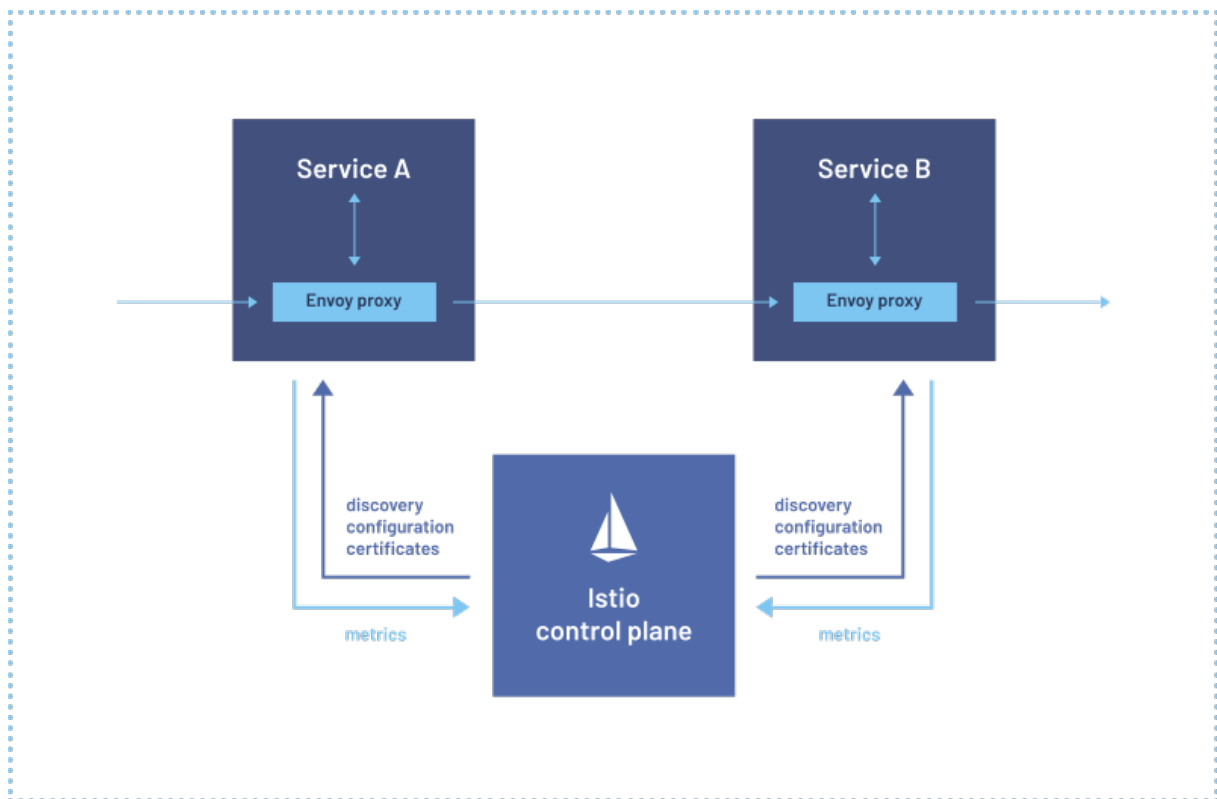 Service A
Envoy proxy
Service B
Envoy proxy
discovery
configuration
certificates
metrics
Istio
control plane
discovery
configuration
certificates
metrics